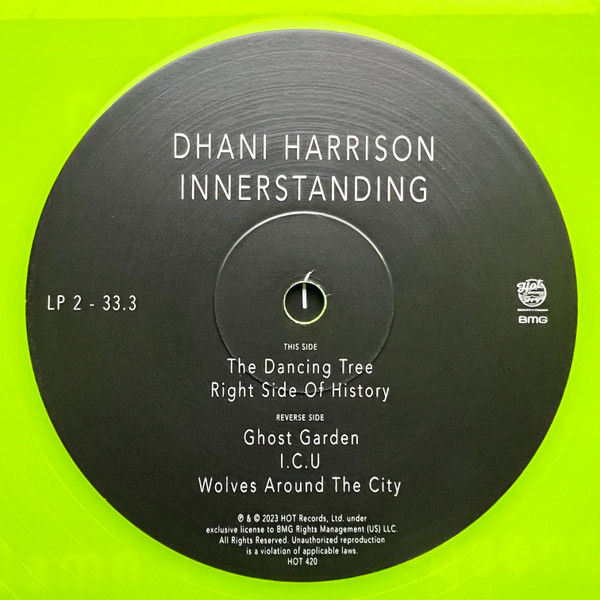 DHANI HARRISON
INNERSTANDING
LP 2 - 33.3
Hot
BMG
THIS SIDE
The Dancing Tree
Right Side Of History
REVERSE SIDE
Ghost Garden
I.C.U
Wolves Around The City
℗ & © 2023 HOT Records, Ltd. under
exclusive license to BMG Rights Management (US) LLC.
All Rights Reserved. Unauthorized reproduction
is a violation of applicable laws.
HOT 420